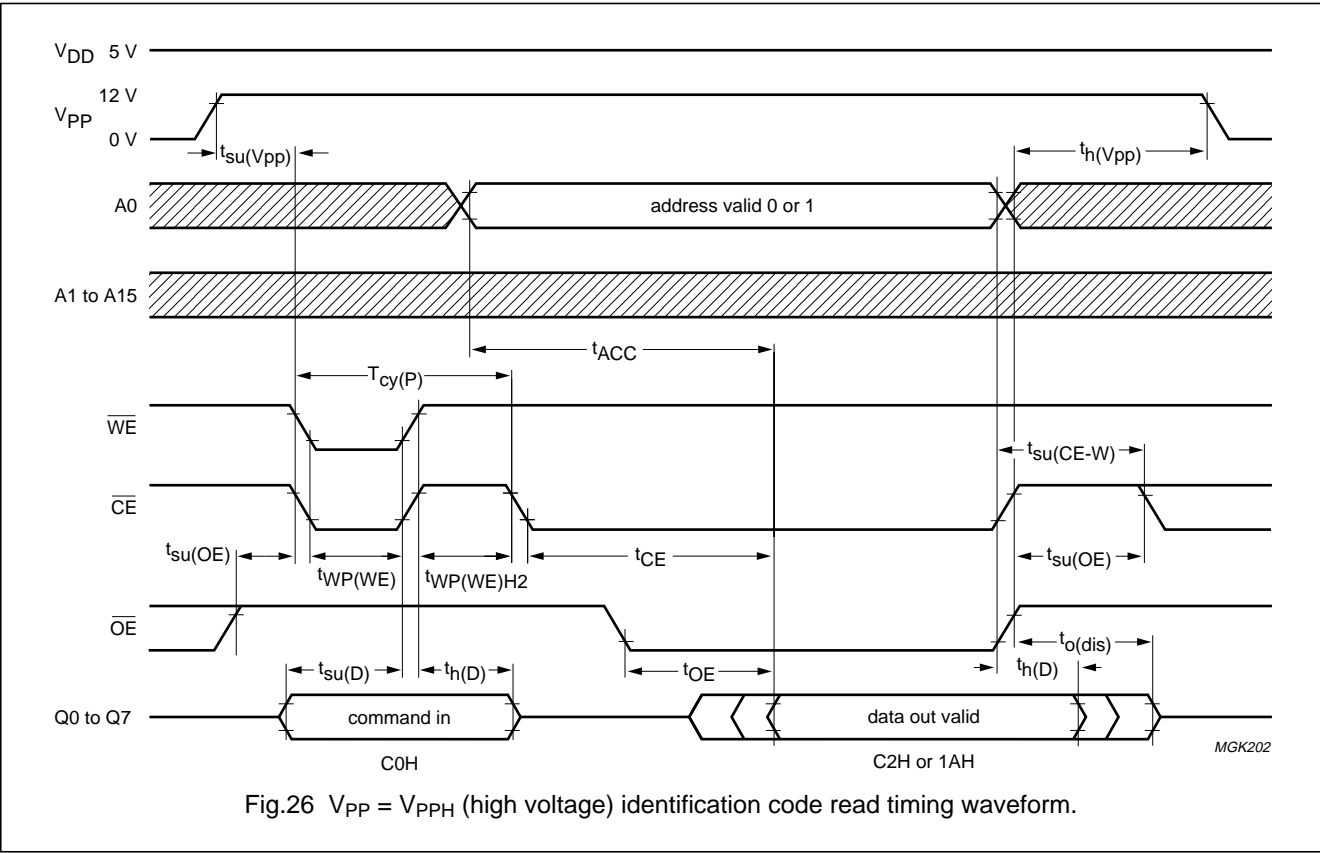 VDD 5 V
12 V
VPP
0 V
tsu(Vpp)
th(Vpp)
A0
address valid 0 or 1
A1 to A15
tACC
Tcy(P)
WE
tsu(CE-W)
CE
tsu(OE)
tCE
tsu(OE)
tWP(WE)
tWP(WE)H2
OE
to(dis)
tsu(D)
th(D)
tOE
th(D)
Q0 to Q7
command in
data out valid
MGK202
C0H
C2H or 1AH
Fig.26 VPP = VPPH (high voltage) identification code read timing waveform.